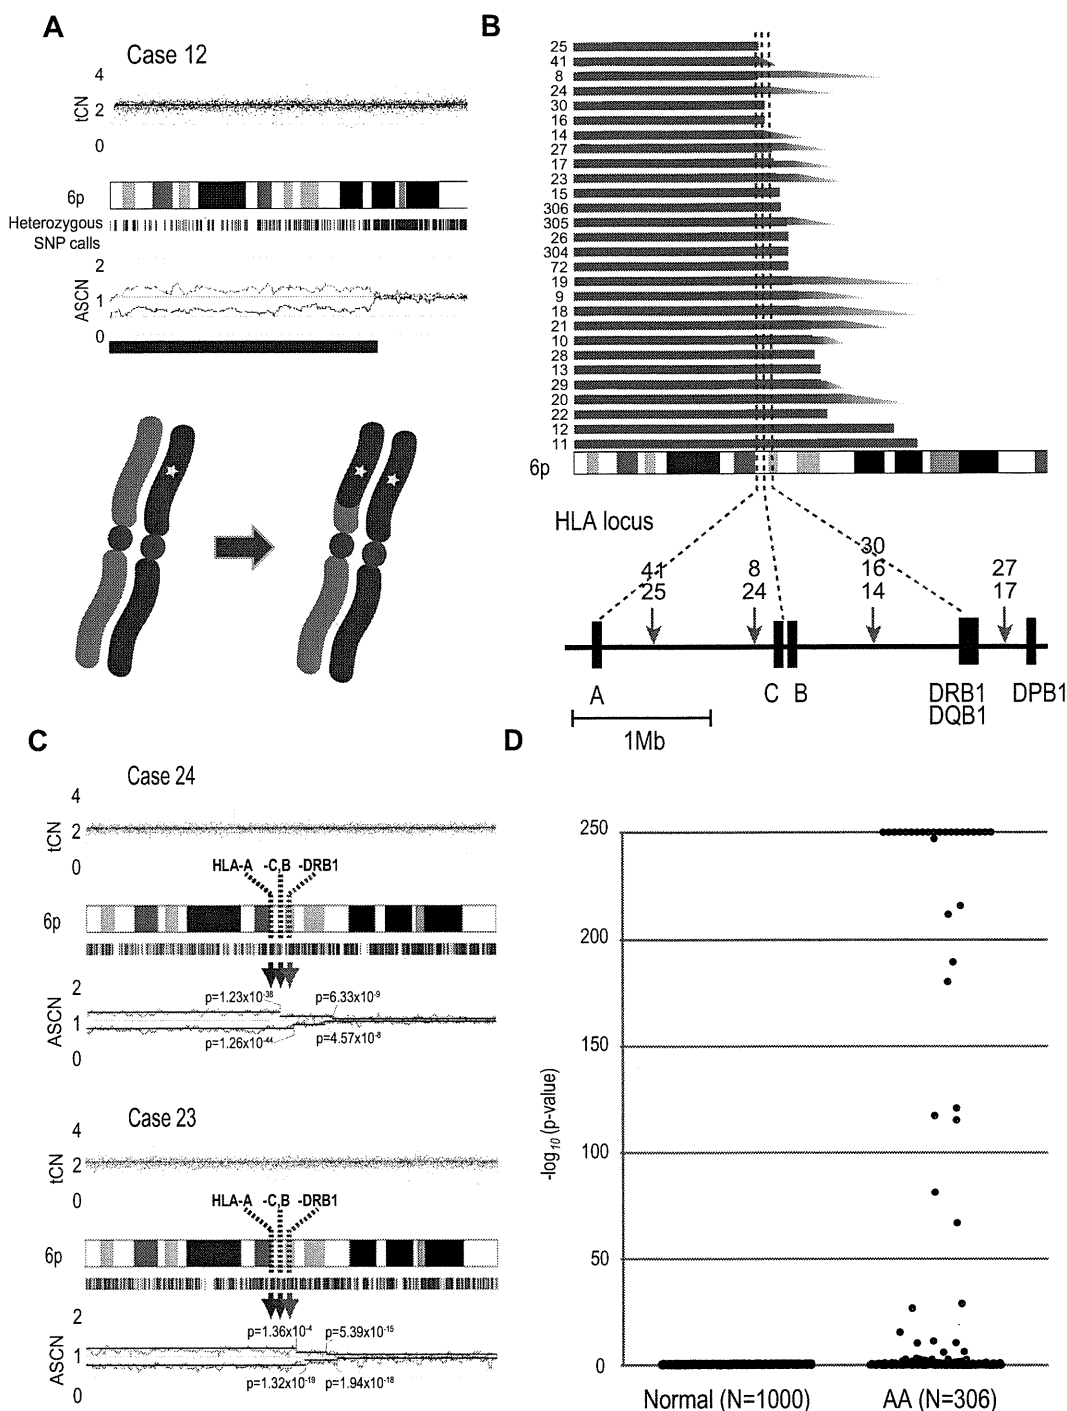 A
Case 12
4
tCN
2
0
6p
Heterozygous
SNP calls
2
ASCN
1
0
B
25
41
8
24
30
16
14
27
17
23
15
306
305
26
304
72
19
9
18
21
10
28
13
29
20
22
12
11
6p
HLA locus
41
25
8
24
30
16
14
27
17
A
C
B
DRB1
DQB1
DPB1
1Mb
C
Case 24
4
tCN
2
0
HLA-A -C,B -DRB1
6p
2
ASCN
1
0
p=1.23x10-38
p=6.33x10-9
p=1.26x10-44
p=4.57x10-8
Case 23
4
tCN
2
0
HLA-A -C,B -DRB1
6p
2
ASCN
1
0
p=1.36x10-4
p=5.39x10-15
p=1.32x10-19
p=1.94x10-18
D
250
200
150
100
50
0
-log10 (p-value)
Normal (N=1000)
AA (N=306)